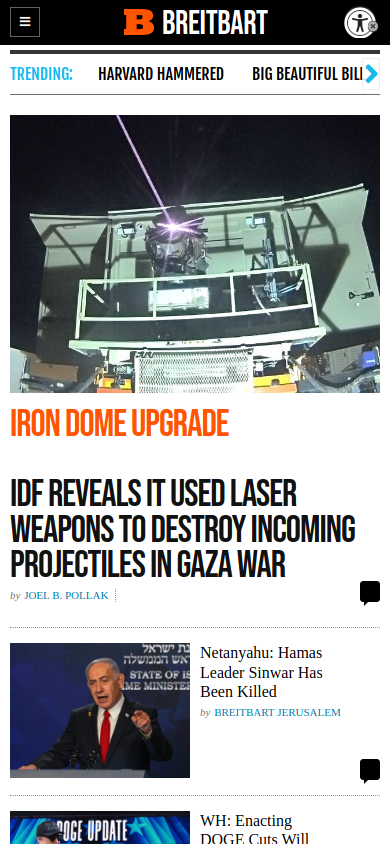 BREITBART
TRENDING:
HARVARD HAMMERED
BIG BEAUTIFUL BILL
IRON DOME UPGRADE
IDF REVEALS IT USED LASER
WEAPONS TO DESTROY INCOMING
PROJECTILES IN GAZA WAR
by JOEL B. POLLAK
STATE OF IS
ME MINISTER
Netanyahu: Hamas
Leader Sinwar Has
Been Killed
by BREITBART JERUSALEM
DOGE UPDATE
WH: Enacting
DOGE Cuts Will